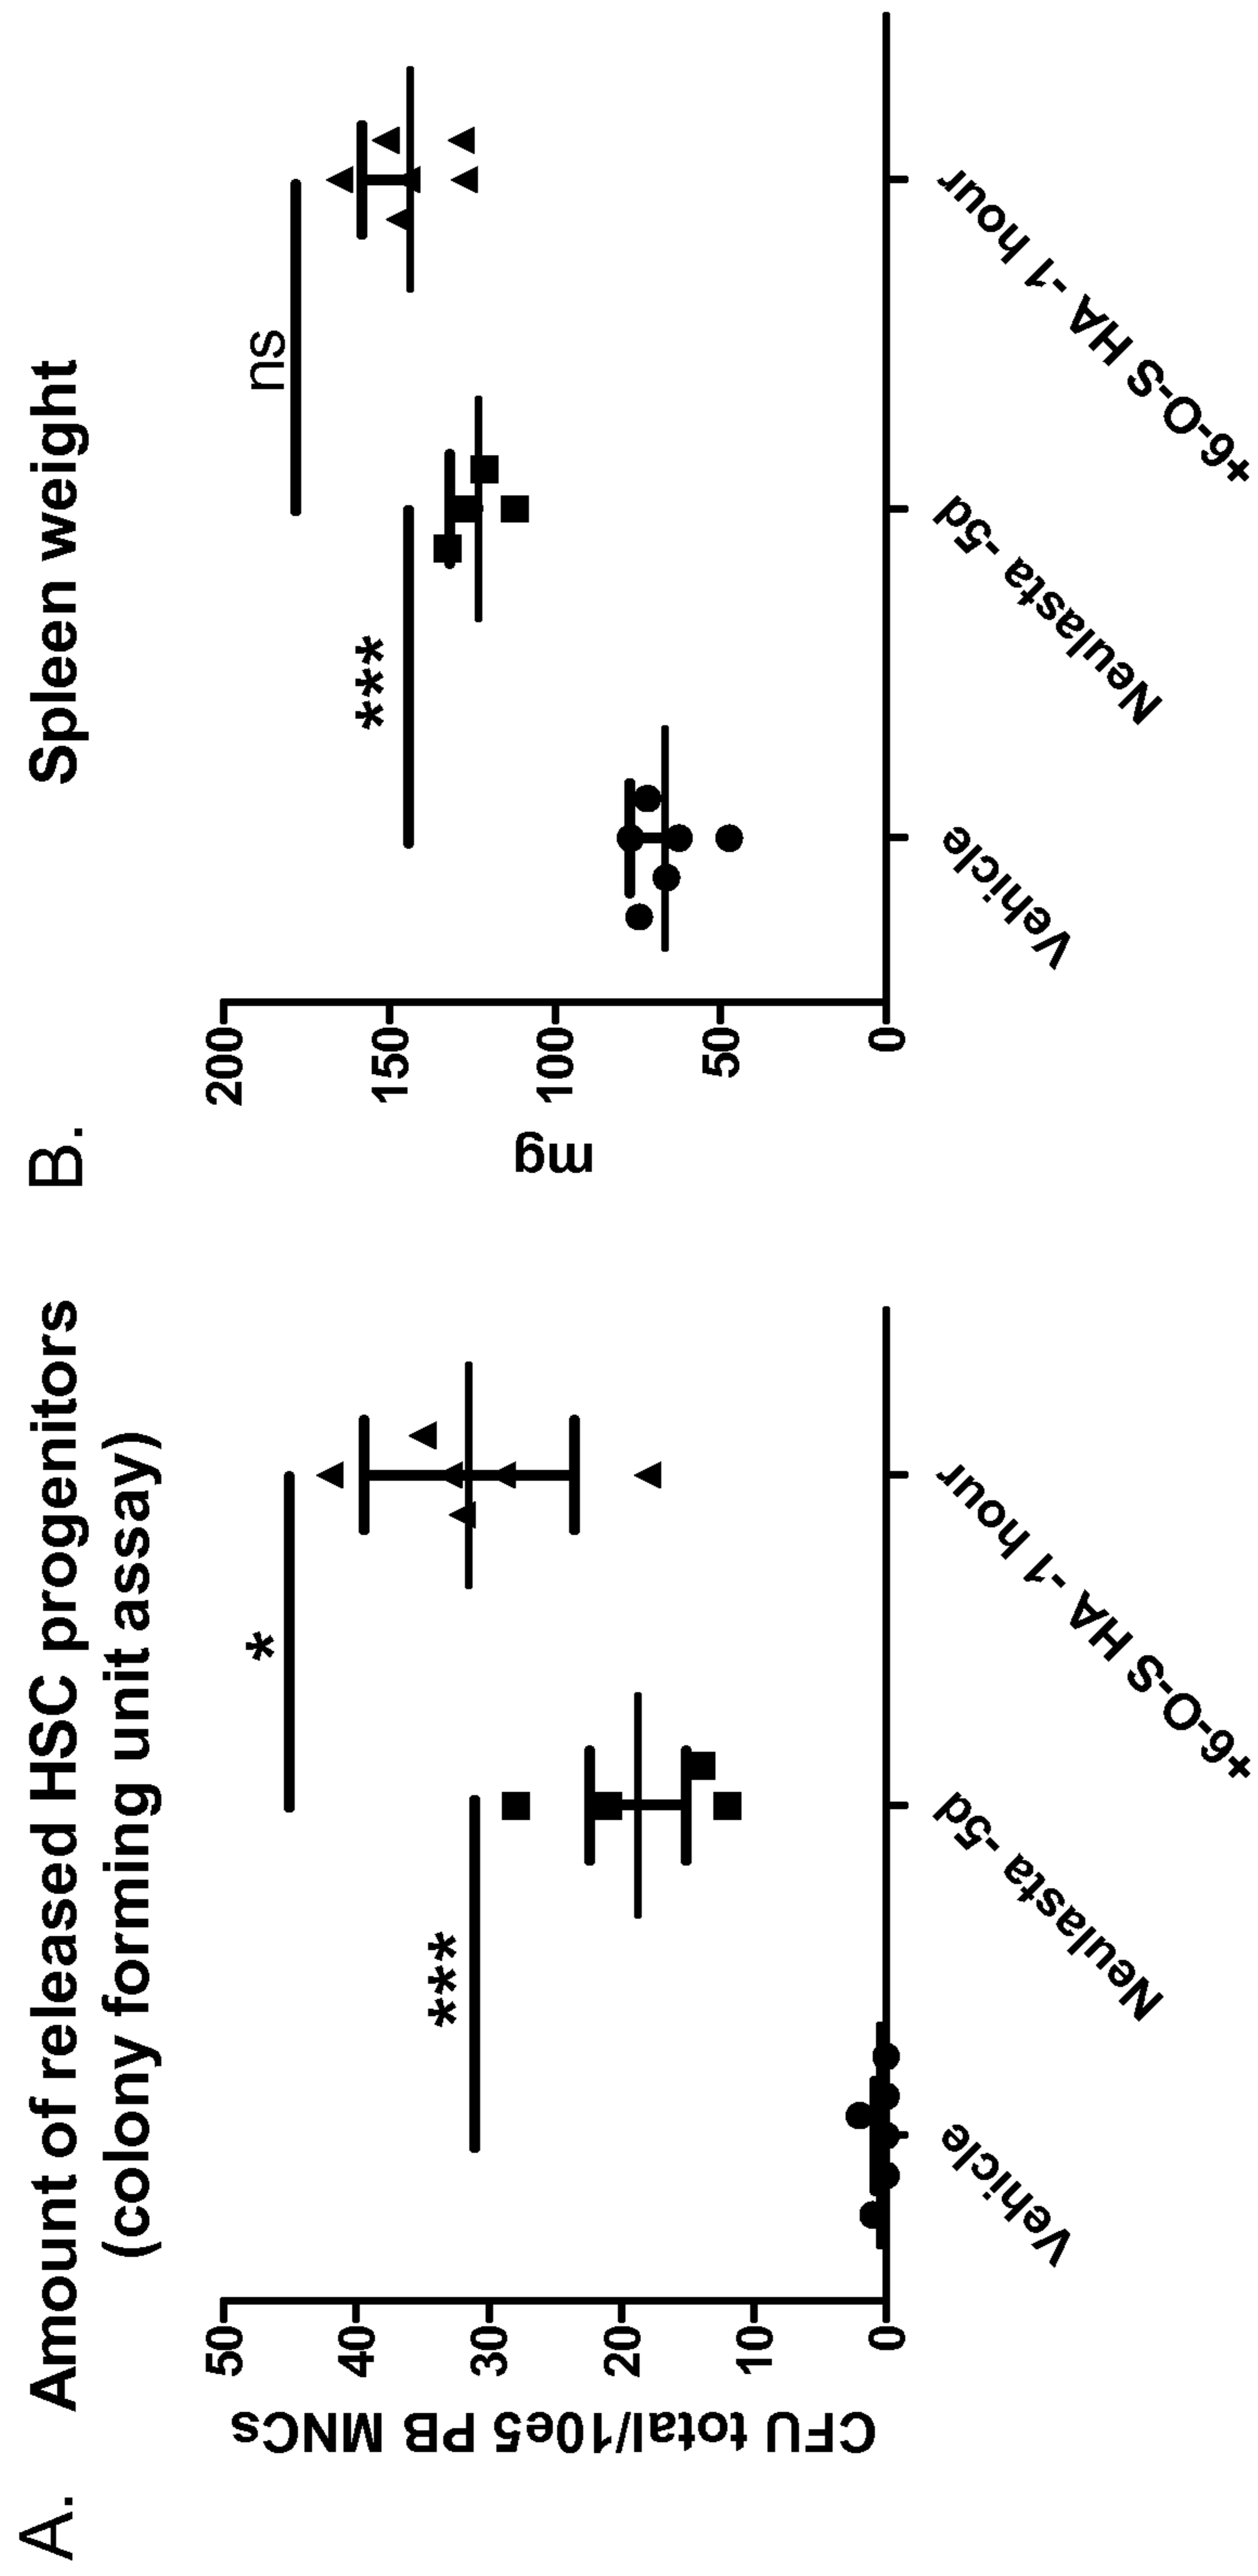 A.
Amount of released HSC progenitors
(colony forming unit assay)
CFU total/10e5 PB MNCs
50
40
30
20
10
0
***
*
Vehicle
Neulasta -5d
+6-O-S HA -1 hour
B.
Spleen weight
mg
200
150
100
50
0
***
ns
Vehicle
Neulasta -5d
+6-O-S HA -1 hour